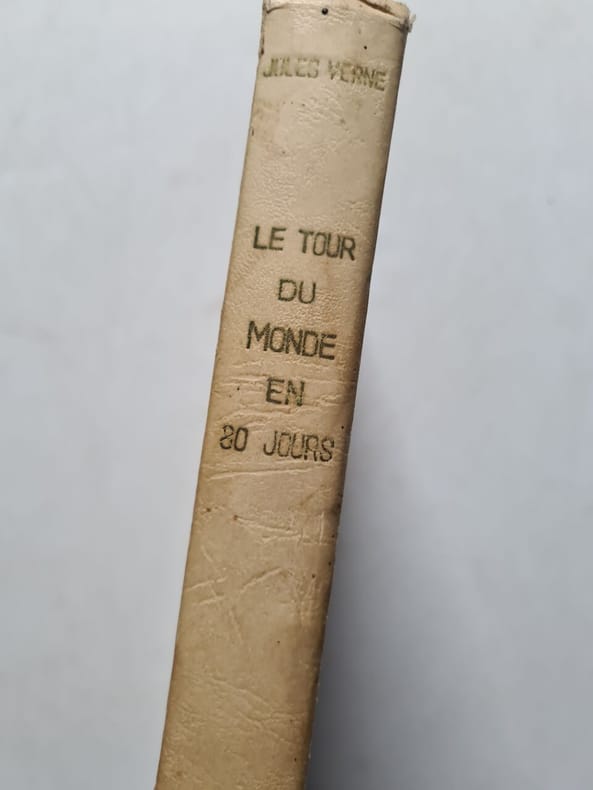 JULES VERNE
LE TOUR
DU
MONDE
EN
80 JOURS